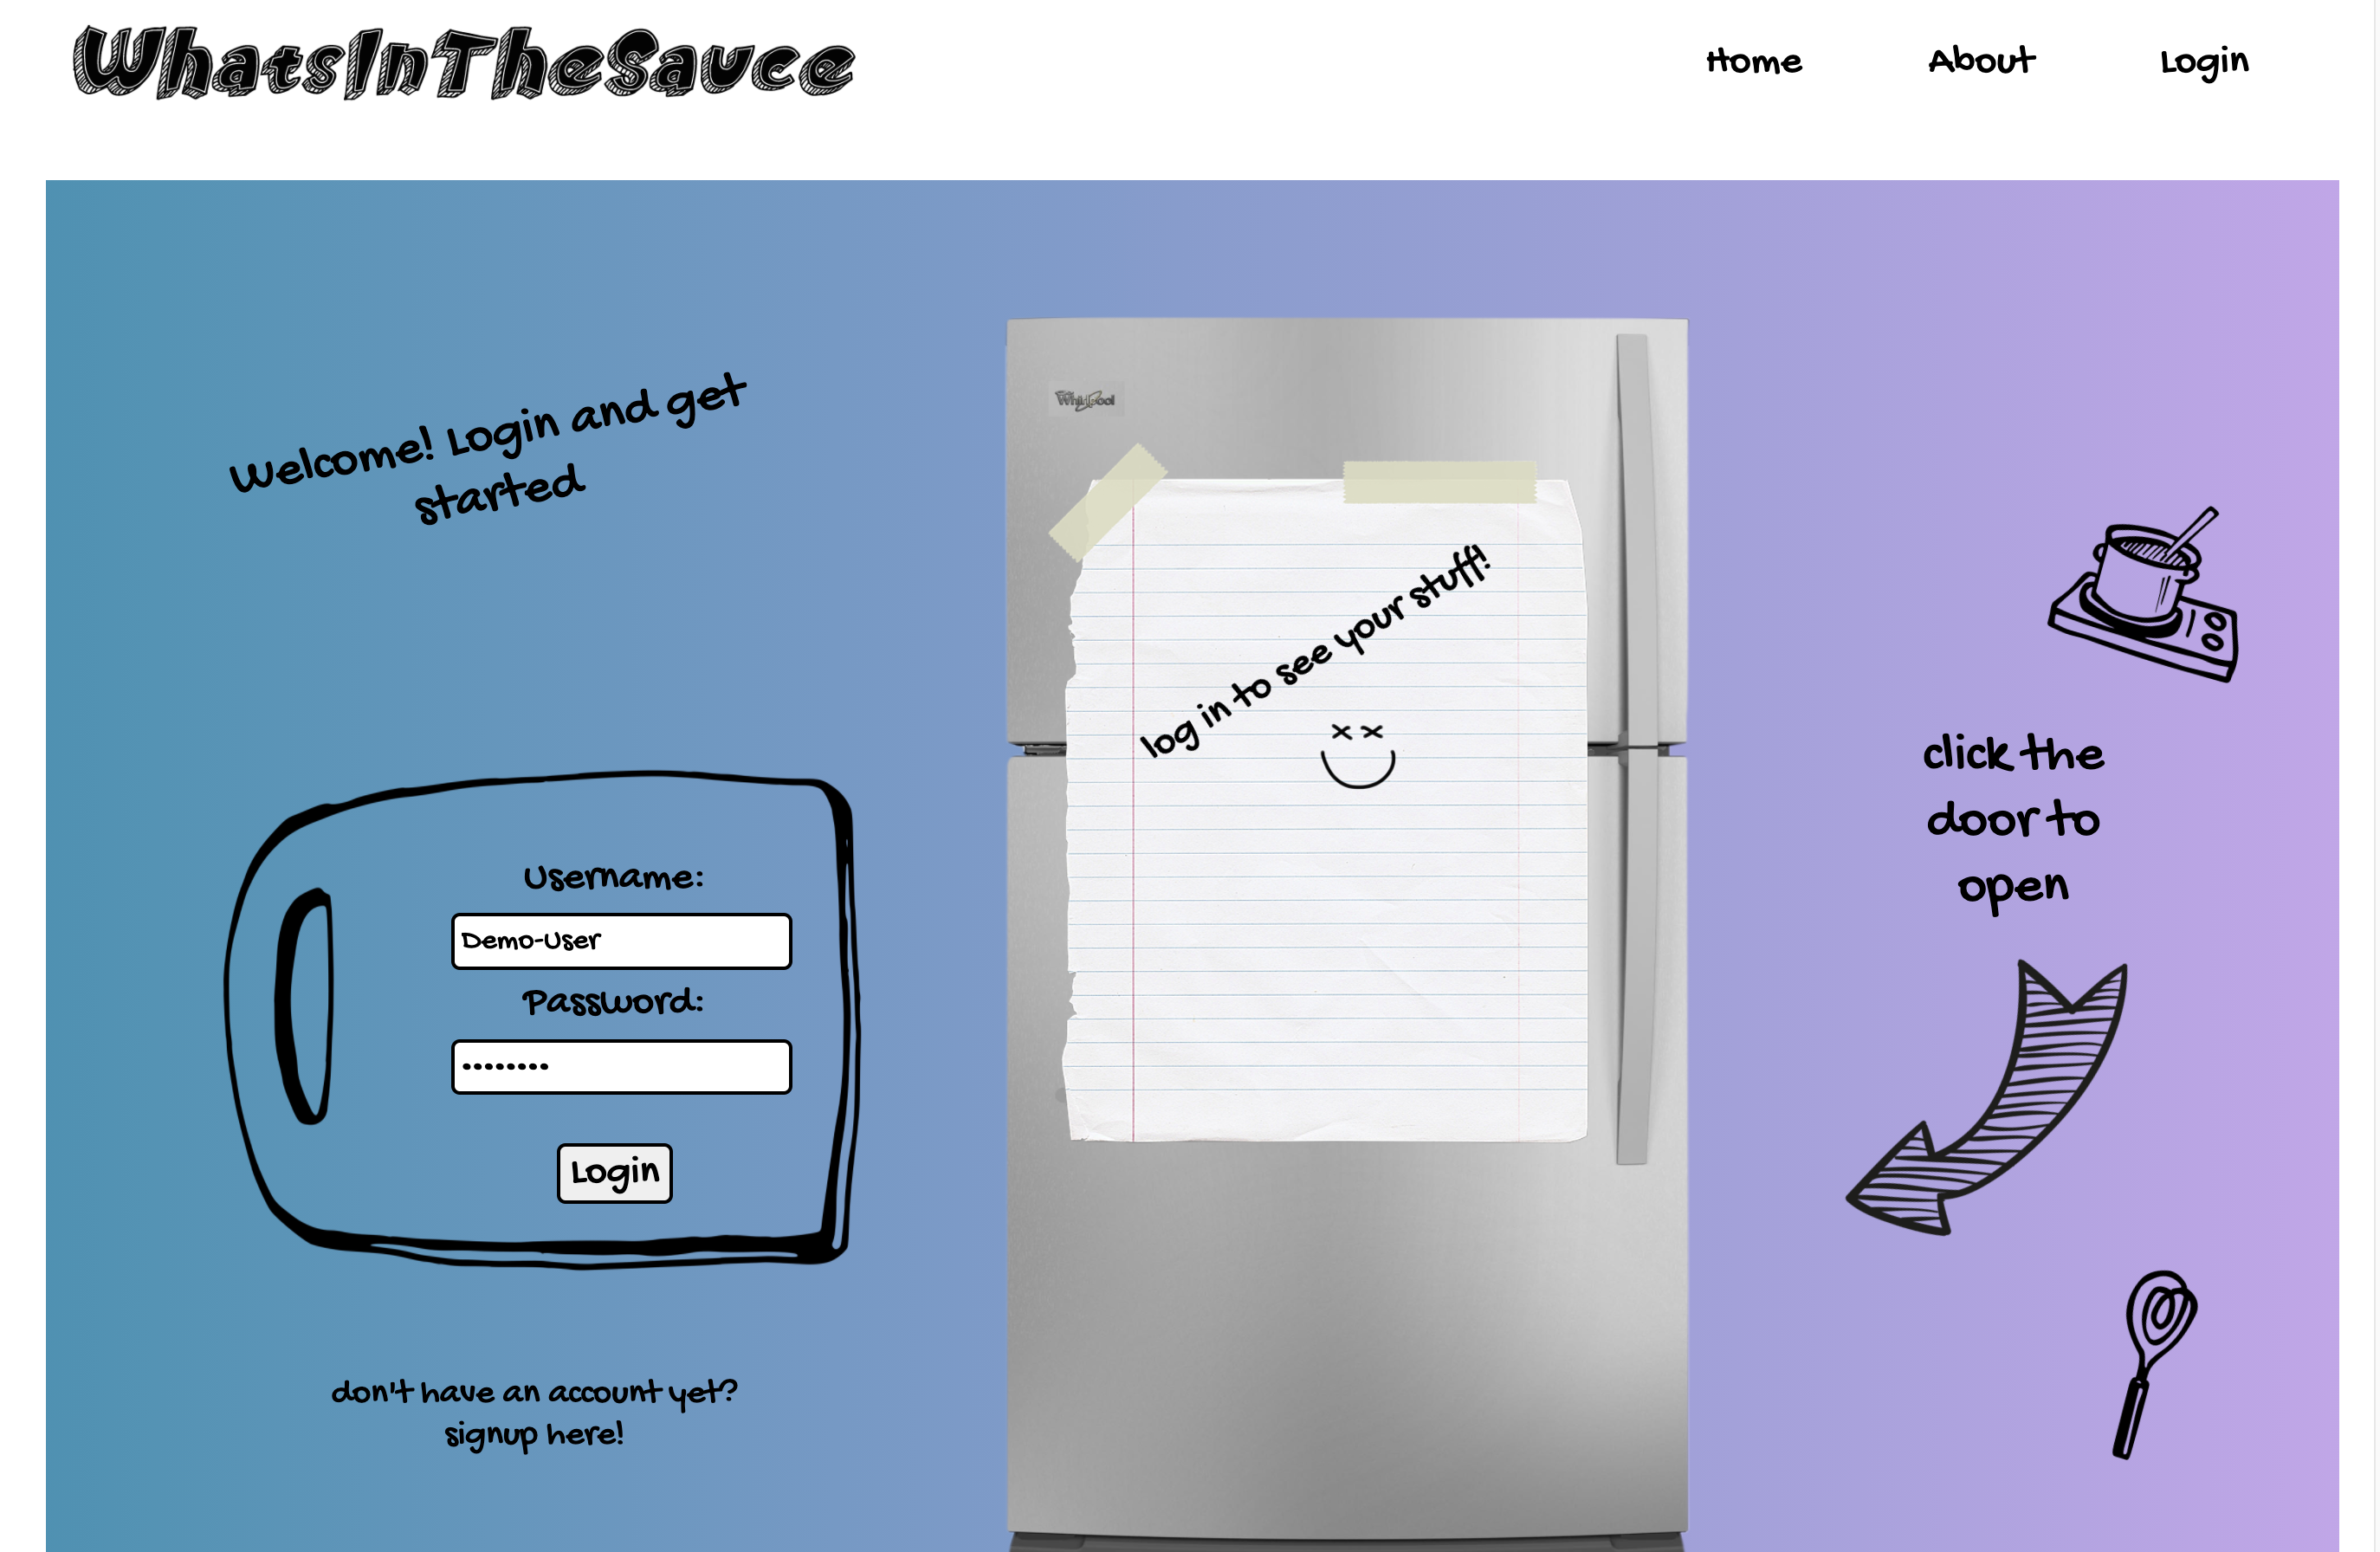 WhatsInTheSauce
Home
About
Login
Welcome! Login and get
started
Whirlpool
log in to see your stuff!
x x
click the
door to
open
Username:
Demo-User
Password:
••••••••
Login
don't have an account yet?
signup here!